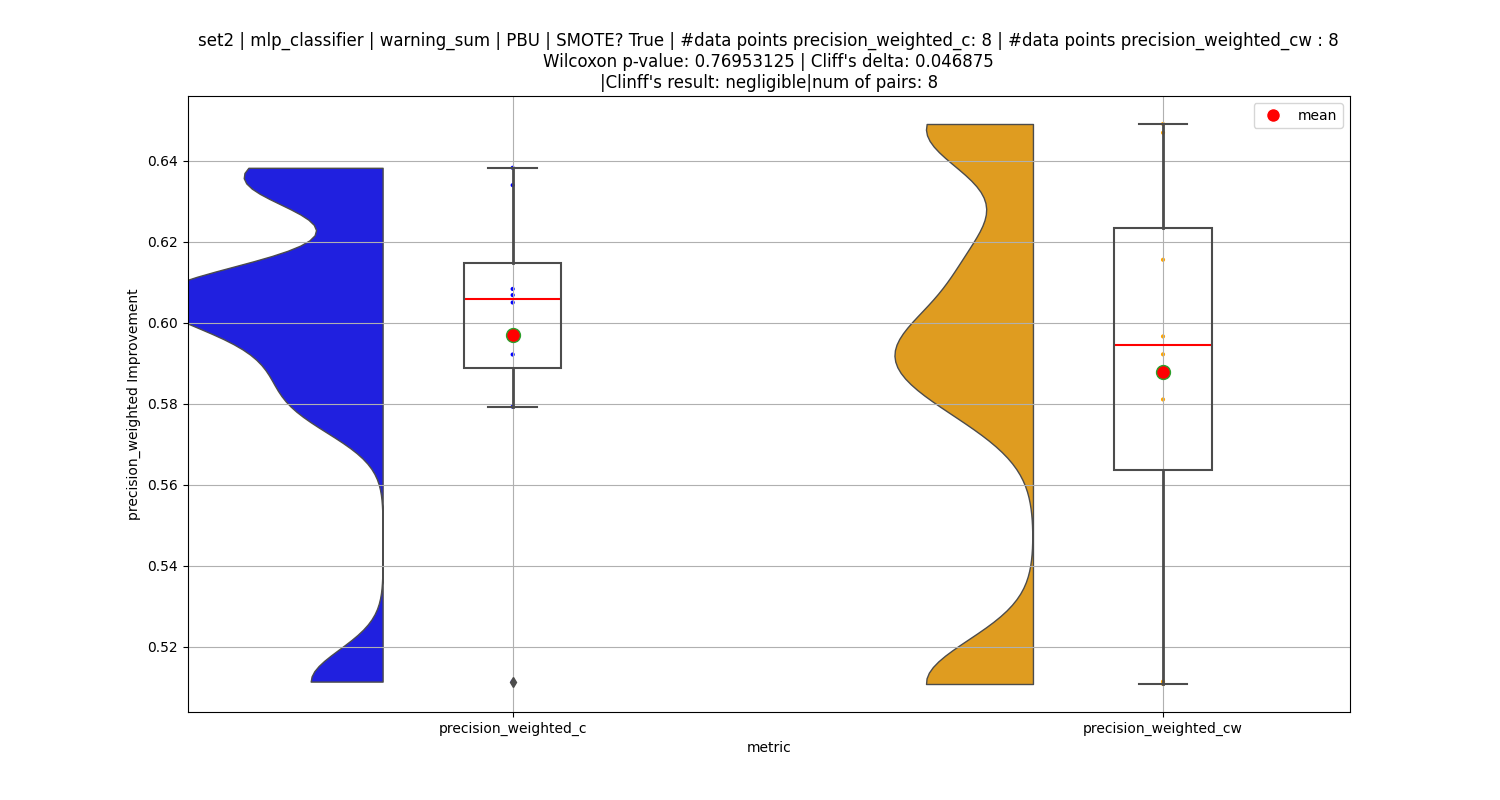 set2 | mlp_classifier | warning_sum | PBU | SMOTE? True | #data points precision_weighted_c: 8 | #data points precision_weighted_cw : 8
Wilcoxon p-value: 0.76953125 | Cliff's delta: 0.046875
|Clinff's result: negligible|num of pairs: 8
mean
0.64
0.62
0.60
0.58
0.56
0.54
0.52
precision_weighted Improvement
precision_weighted_c
precision_weighted_cw
metric